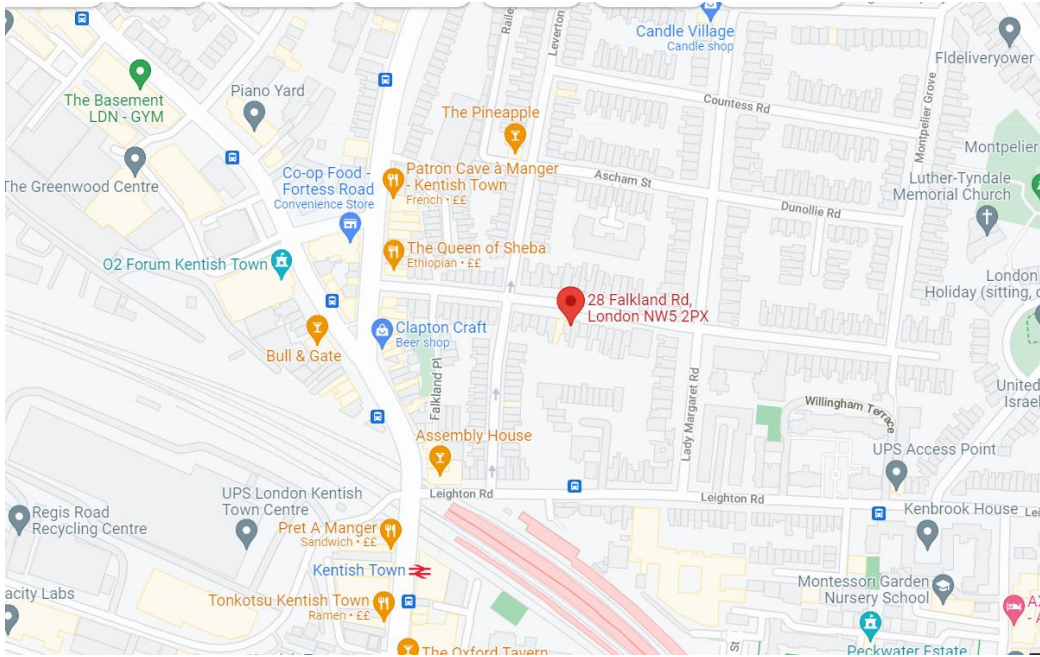 Candle Village
Candle shop
Leverton
Fldeliveryower
The Basement
LDN - GYM
Piano Yard
Countess Rd
Montpelier Grove
The Pineapple
Montpelier
The Greenwood Centre
Co-op Food -
Fortess Road
Convenience Store
Patron Cave à Manger
- Kentish Town
French • ££
Ascham St
Luther-Tyndale
Memorial Church
Dunollie Rd
The Queen of Sheba
Ethiopian • ££
O2 Forum Kentish Town
London
Holiday (sitting,
28 Falkland Rd,
London NW5 2PX
Clapton Craft
Beer shop
Bull & Gate
Falkland Pl
Lady Margaret Rd
United
Israel
Willingham Terrace
Assembly House
UPS Access Point
Leighton Rd
Leighton Rd
UPS London Kentish
Town Centre
Kenbrook House
Lei
Regis Road
Recycling Centre
Pret A Manger
Sandwich • ££
Kentish Town
Montessori Garden
Nursery School
acity Labs
Tonkotsu Kentish Town
Ramen • ££
St
Peckwater Estate
The Oxford Tavern